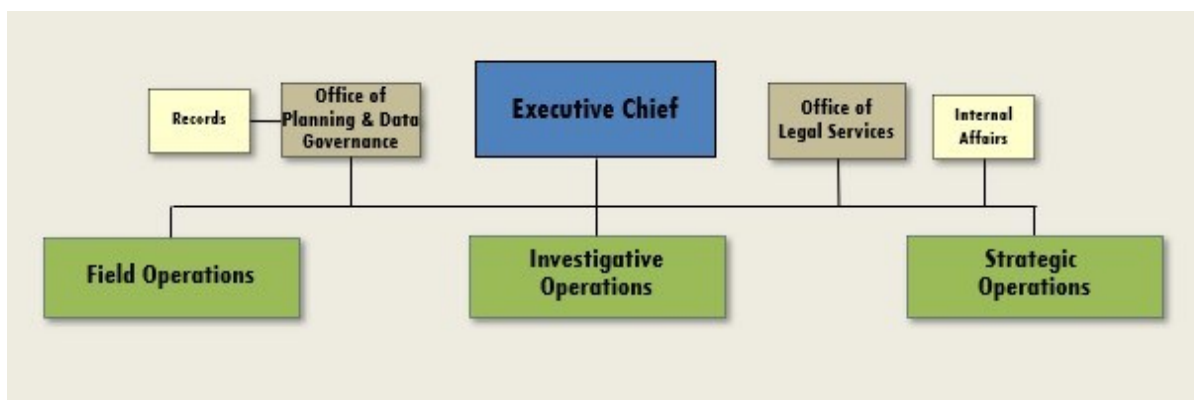 Records
Office of
Planning & Data
Governance
Executive Chief
Office of
Legal Services
Internal
Affairs
Field Operations
Investigative
Operations
Strategic
Operations